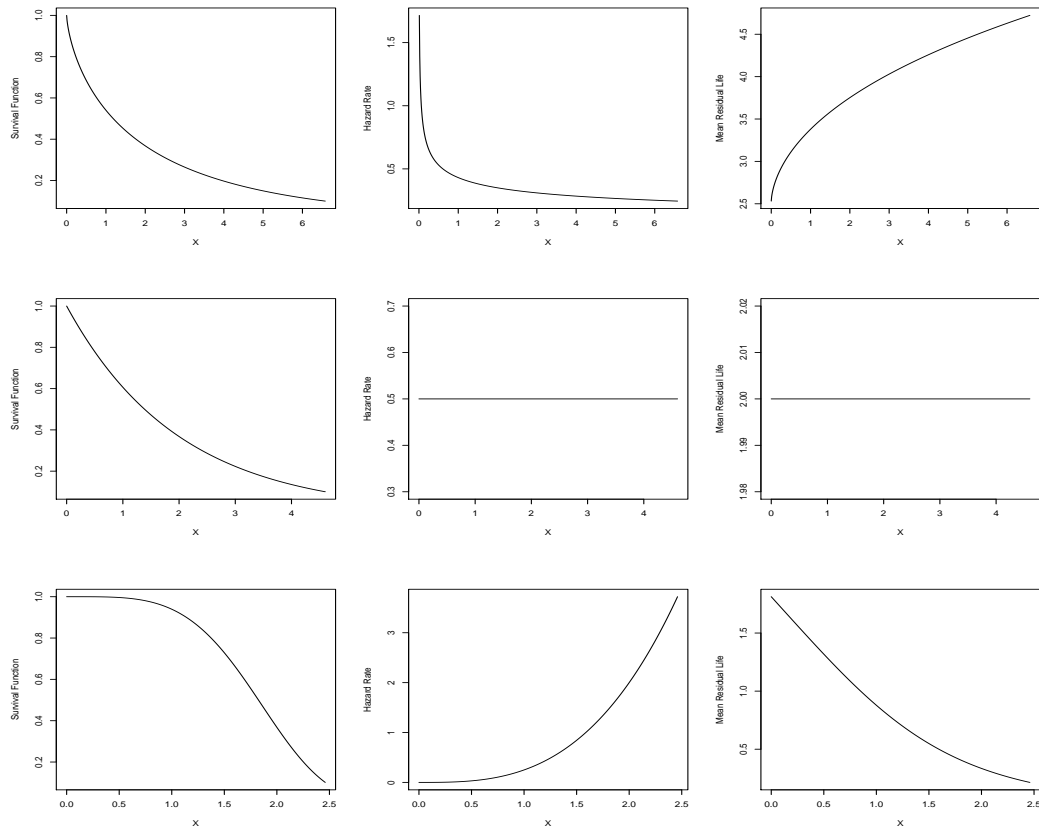 Survival Function
1.0
0.8
0.6
0.4
0.2
0 1 2 3 4 5 6
X
Hazard Rate
1.5
1.0
0.5
0 1 2 3 4 5 6
X
Mean Residual Life
4.5
4.0
3.5
3.0
2.5
0 1 2 3 4 5 6
X
Survival Function
1.0
0.8
0.6
0.4
0.2
0 1 2 3 4
X
Hazard Rate
0.7
0.6
0.5
0.4
0.3
0 1 2 3 4
X
Mean Residual Life
2.02
2.01
2.00
1.99
1.98
0 1 2 3 4
X
Survival Function
1.0
0.8
0.6
0.4
0.2
0.0 0.5 1.0 1.5 2.0 2.5
X
Hazard Rate
3
2
1
0
0.0 0.5 1.0 1.5 2.0 2.5
X
Mean Residual Life
1.5
1.0
0.5
0.0 0.5 1.0 1.5 2.0 2.5
X